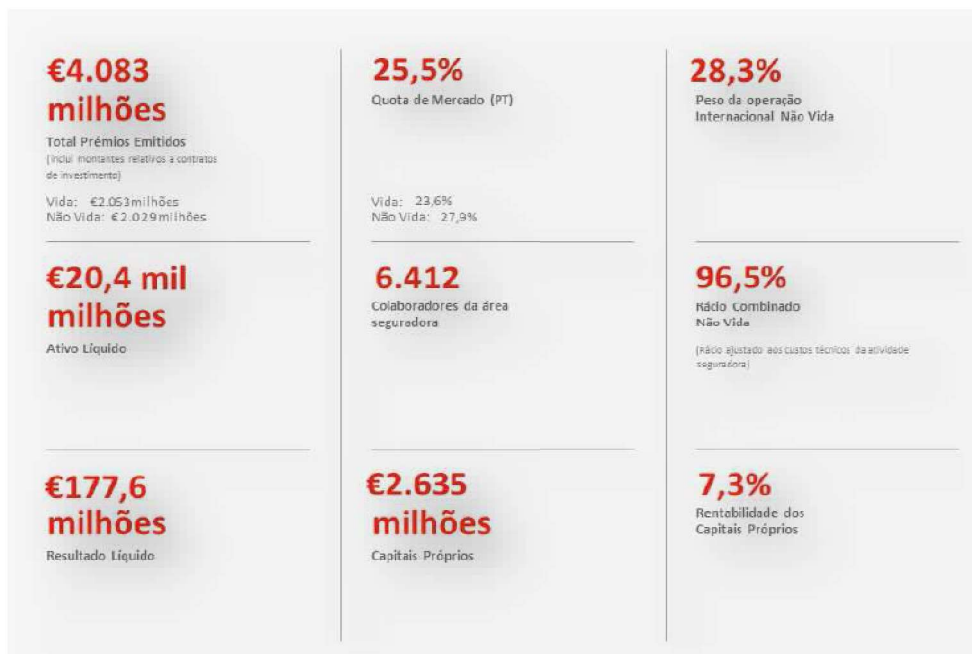 €4.083
milhões
Total Prémios Emitidos
(Inclui montantes relativos a contratos
de investimento)
Vida: €2.053milhões
Não Vida: €2.029milhões
25,5%
Quota de Mercado (PT)
Vida: 23,6%
Não Vida: 27,9%
28,3%
Peso da operação
Internacional Não Vida
€20,4 mil
milhões
Ativo Líquido
6.412
Colaboradores da área
seguradora
96,5%
Rácio Combinado
Não Vida
(Rácio ajustado aos custos técnicos da atividade
seguradora)
€177,6
milhões
Resultado Líquido
€2.635
milhões
Capitais Próprios
7,3%
Rentabilidade dos
Capitais Próprios